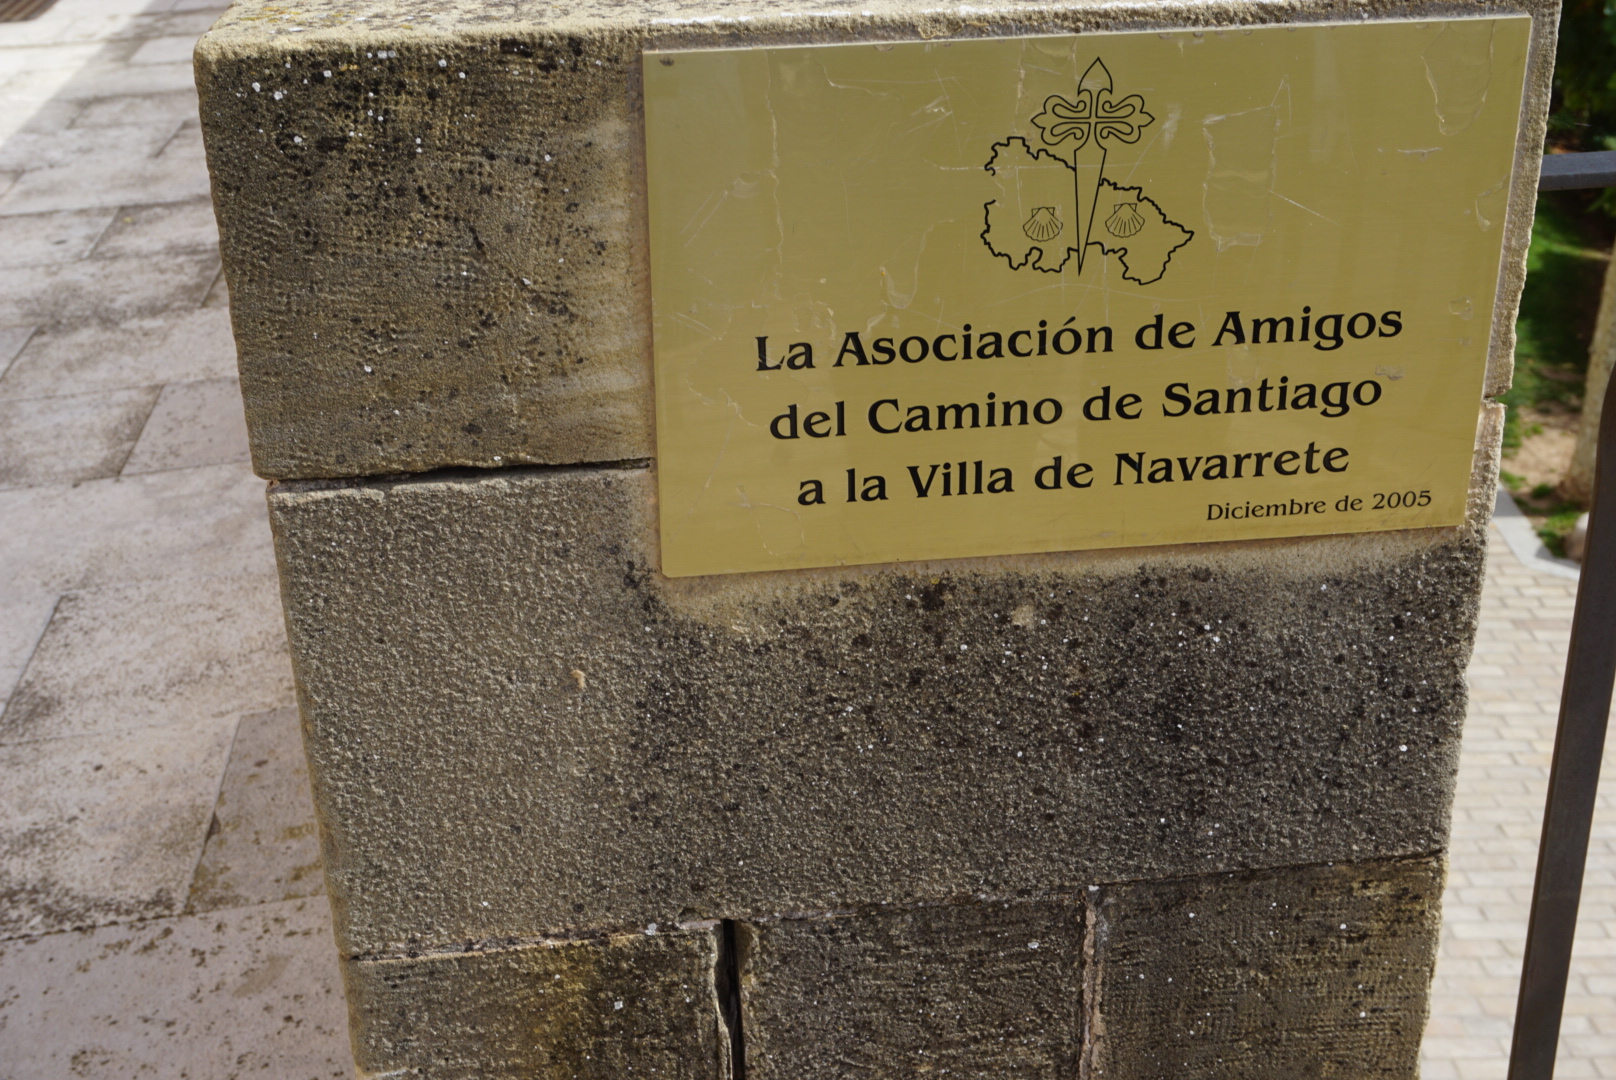 La Asociación de Amigos
del Camino de Santiago
a la Villa de Navarrete
Diciembre de 2005